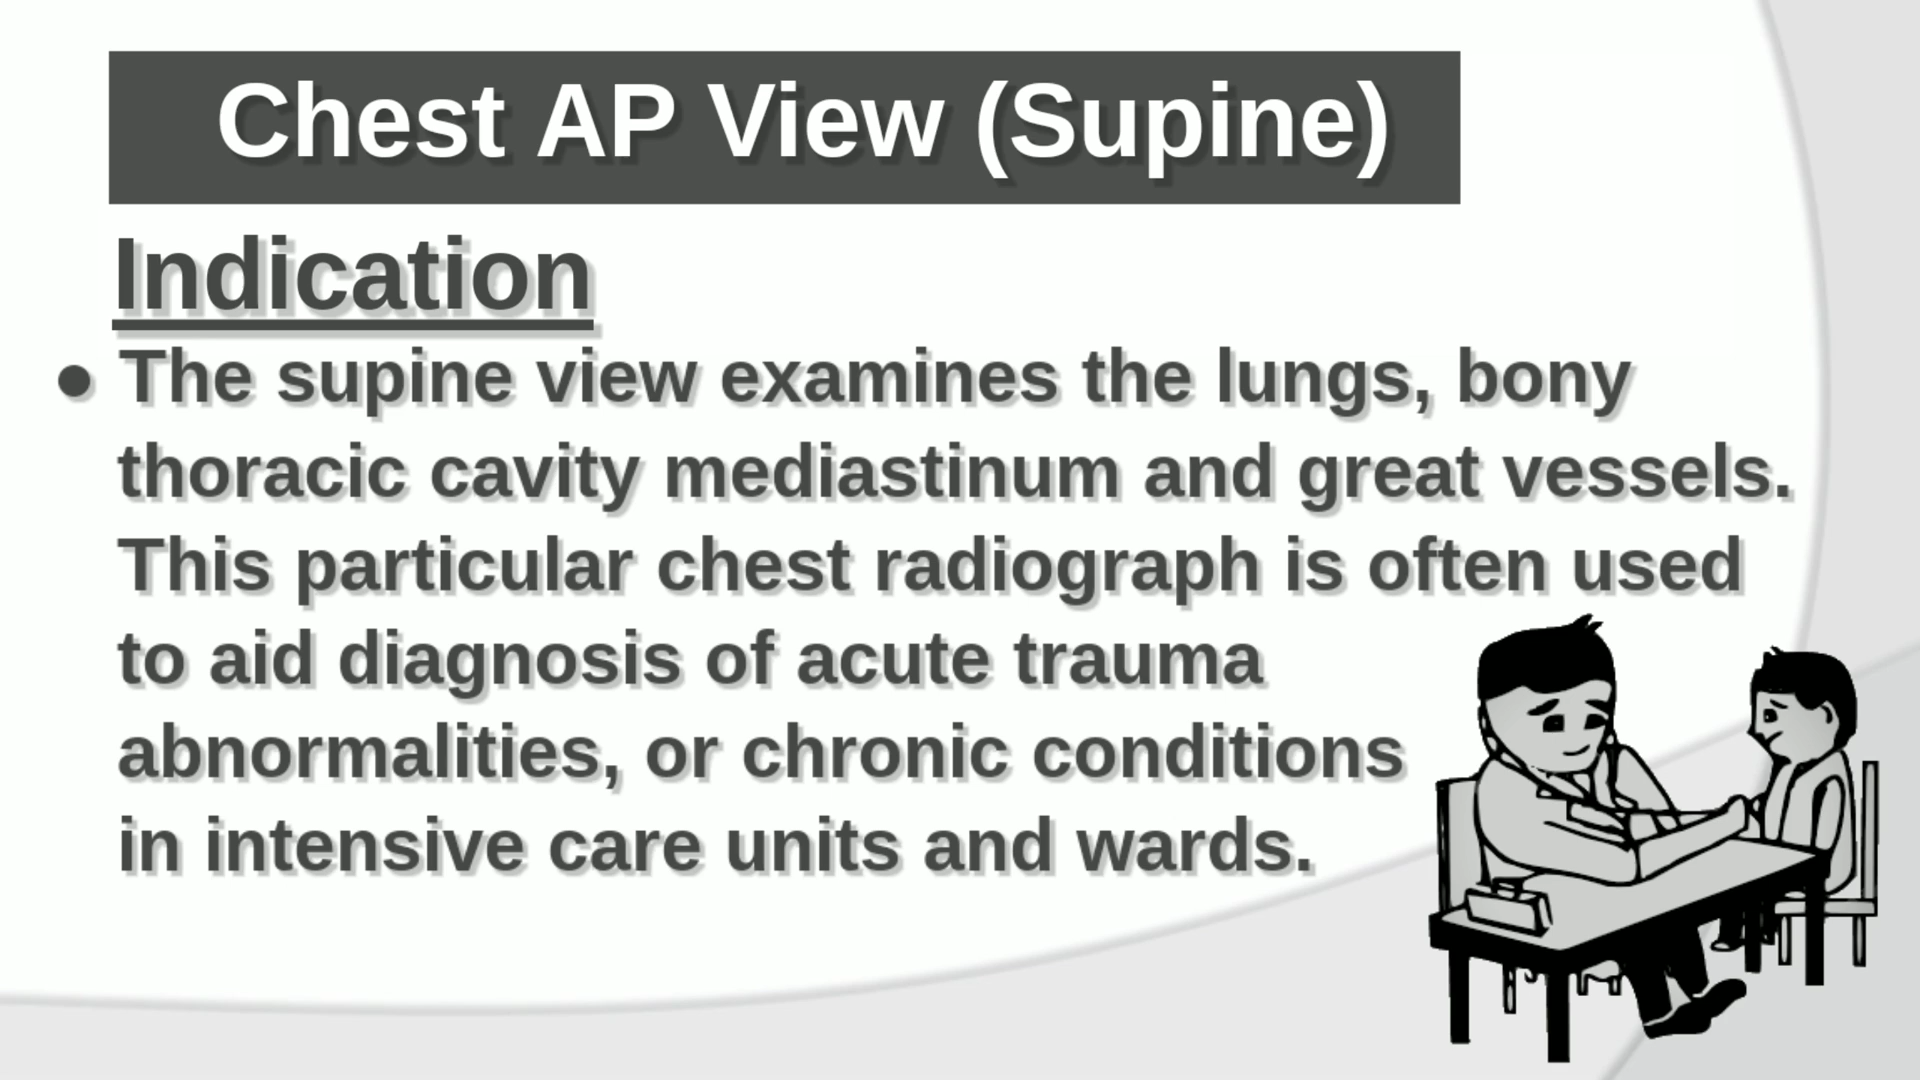 Chest AP View (Supine)
Indication
• The supine view examines the lungs, bony
thoracic cavity mediastinum and great vessels.
This particular chest radiograph is often used
to aid diagnosis of acute trauma
abnormalities, or chronic conditions
in intensive care units and wards.